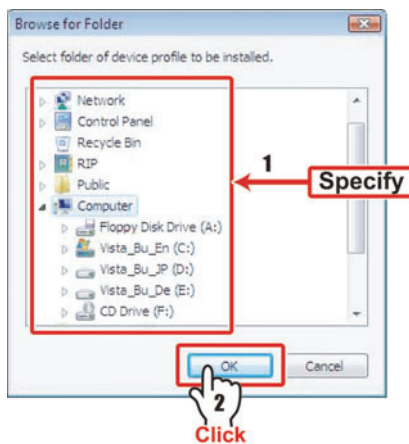 Browse for Folder
Select folder of device profile to be installed.
Network
Control Panel
Recycle Bin
RIP
1
Specify
Public
Computer
Floppy Disk Drive (A:)
Vista_Bu_En (C:)
Vista_Bu_JP (D:)
Vista_Bu_De (E:)
CD Drive (F:)
OK
Cancel
2
Click